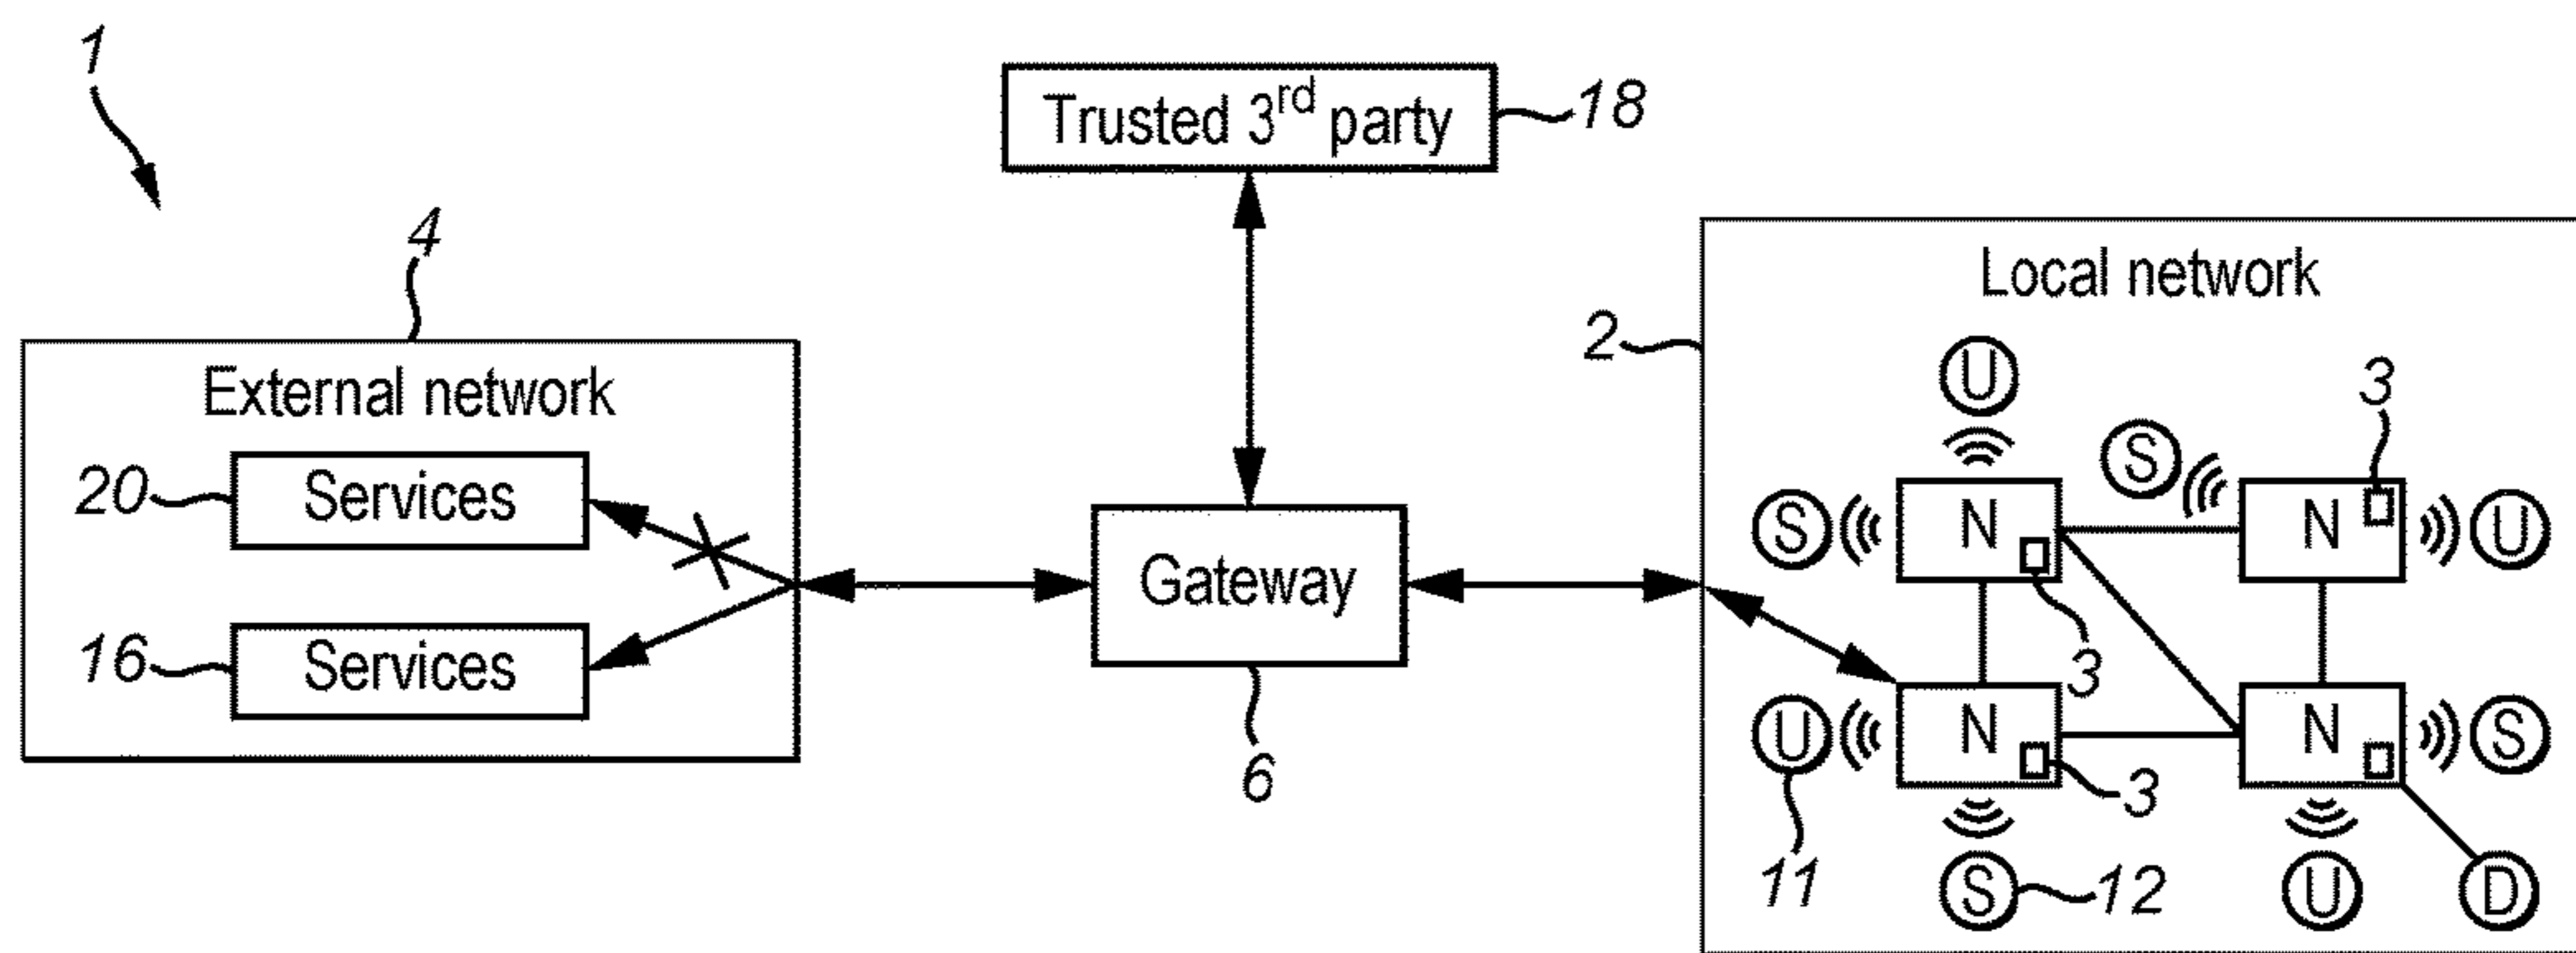 1
Trusted 3rd party 18
4
Local network
2
External network
U
3
S
20 Services
S N N U
Gateway
3
16 Services
U N N S
6
3
11
S 12 U D